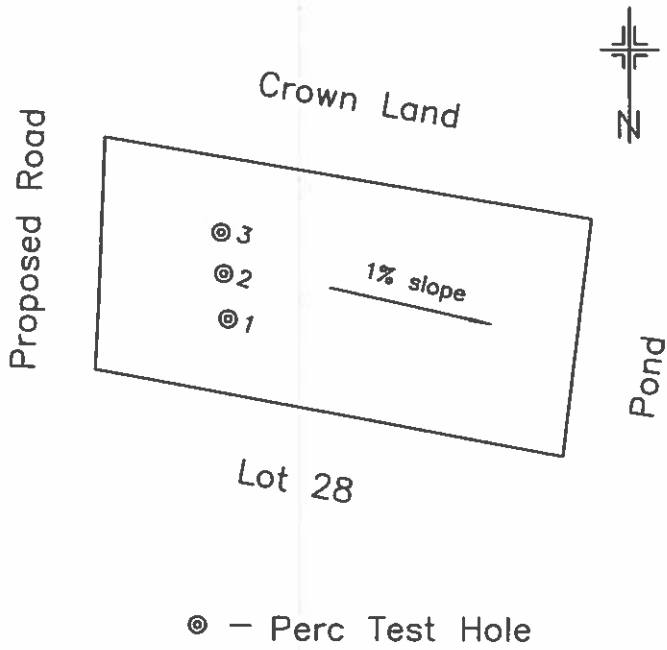 Crown Land
N
Proposed Road
3
2
1% slope
1
Pond
Lot 28
— Perc Test Hole